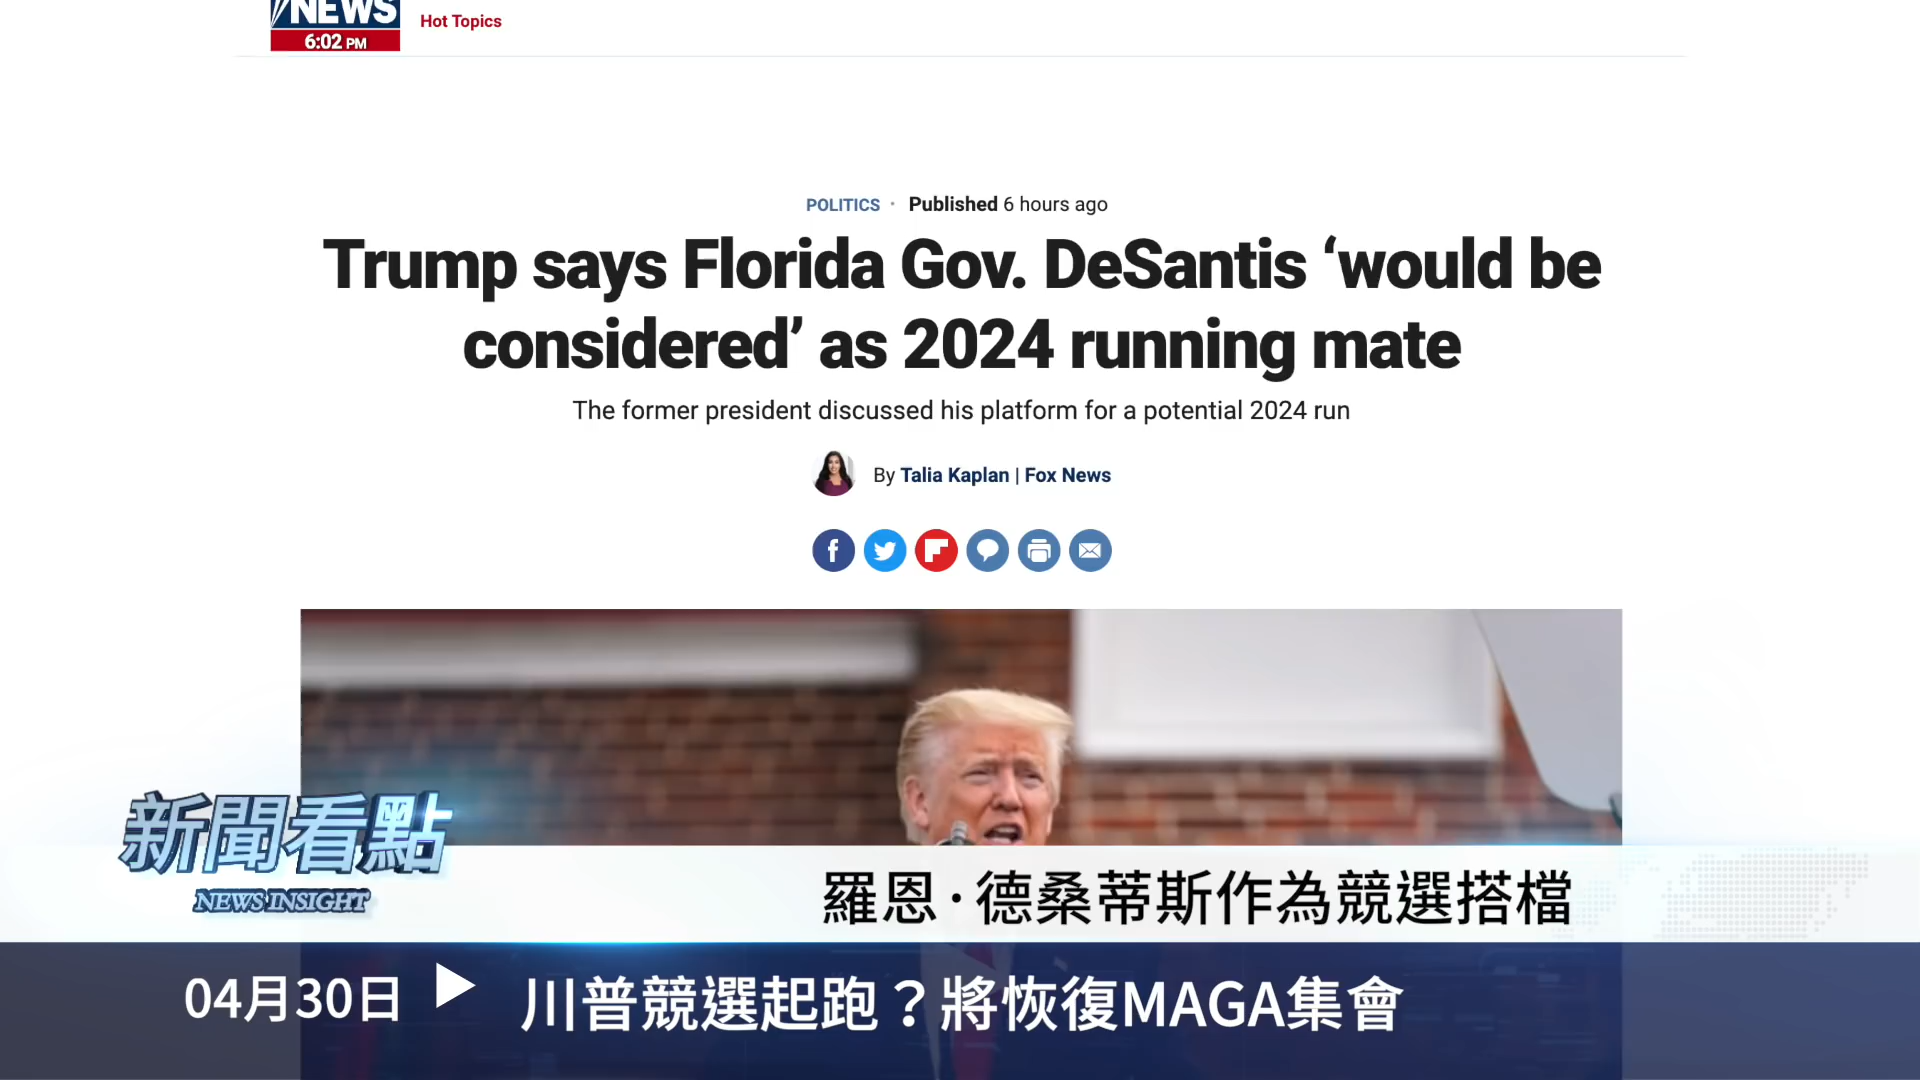 NEWS
6:02 PM
Hot Topics
POLITICS · Published 6 hours ago
Trump says Florida Gov. DeSantis ‘would be
considered’ as 2024 running mate
The former president discussed his platform for a potential 2024 run
By Talia Kaplan | Fox News
新聞看點
NEWS INSIGHT
羅恩·德桑蒂斯作為競選搭檔
04月30日 ▶ 川普競選起跑？將恢復MAGA集會